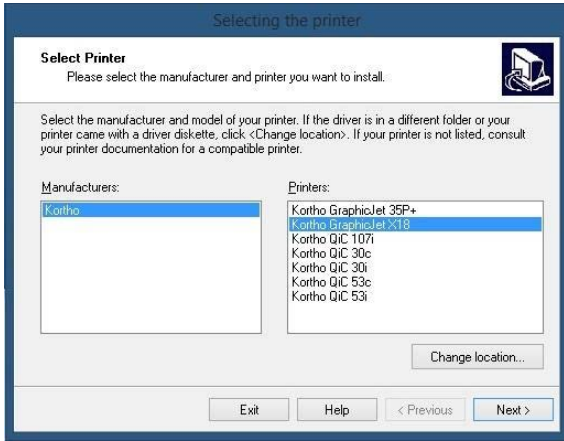 Selecting the printer
Select Printer
Please select the manufacturer and printer you want to install.
Select the manufacturer and model of your printer. If the driver is in a different folder or your
printer came with a driver diskette, click <Change location>. If your printer is not listed, consult
your printer documentation for a compatible printer.
Manufacturers:
Kortho
Printers:
Kortho GraphicJet 35P+
Kortho GraphicJet X18
Kortho QiC 107i
Kortho QiC 30c
Kortho QiC 30i
Kortho QiC 53c
Kortho QiC 53i
Change location...
Exit
Help
< Previous
Next >